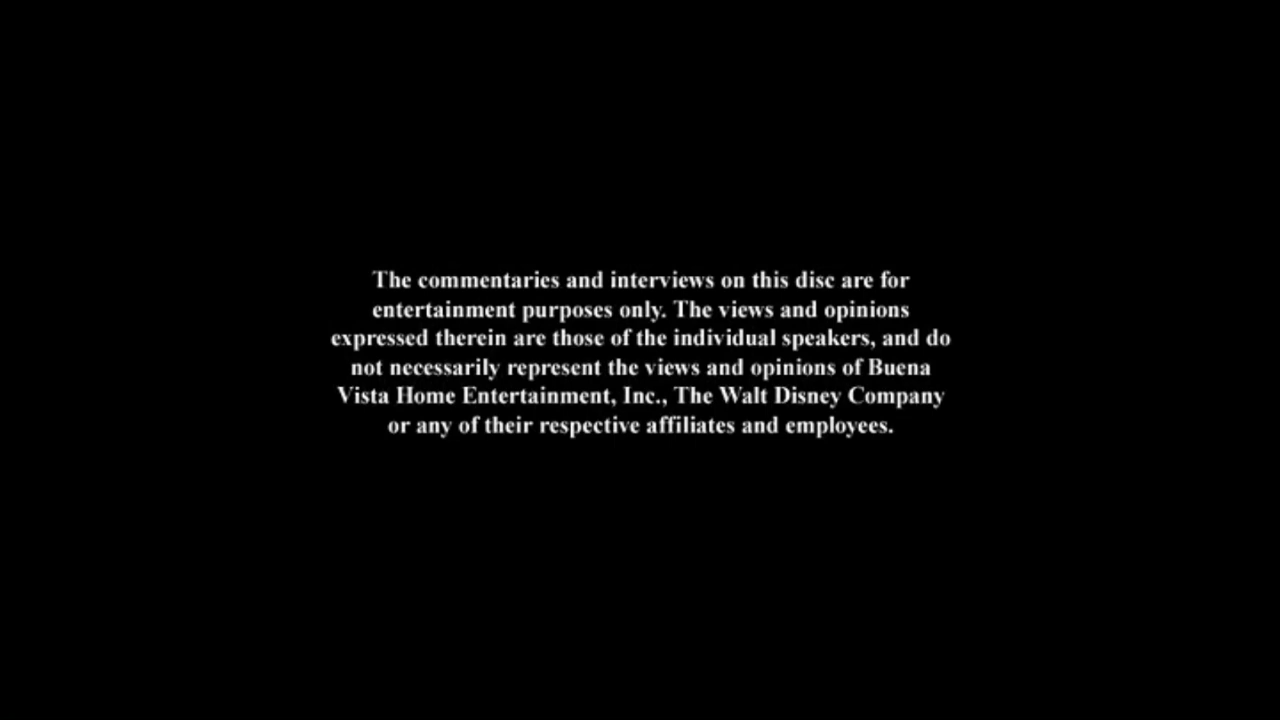 The commentaries and interviews on this disc are for
entertainment purposes only. The views and opinions
expressed therein are those of the individual speakers, and do
not necessarily represent the views and opinions of Buena
Vista Home Entertainment, Inc., The Walt Disney Company
or any of their respective affiliates and employees.